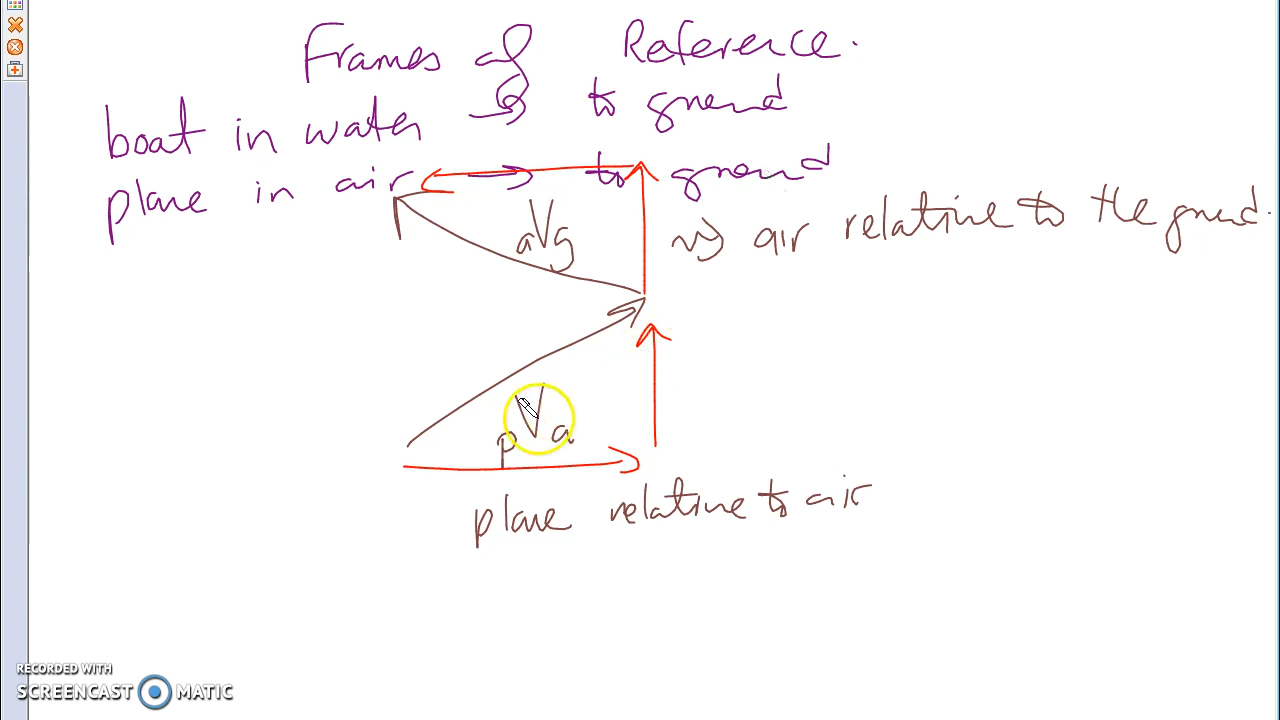 Frames of Reference.
boat in water → to ground
plane in air → to ground
aVg => air relative to the ground.
pVa
plane relative to air
RECORDED WITH
SCREENCAST MATIC